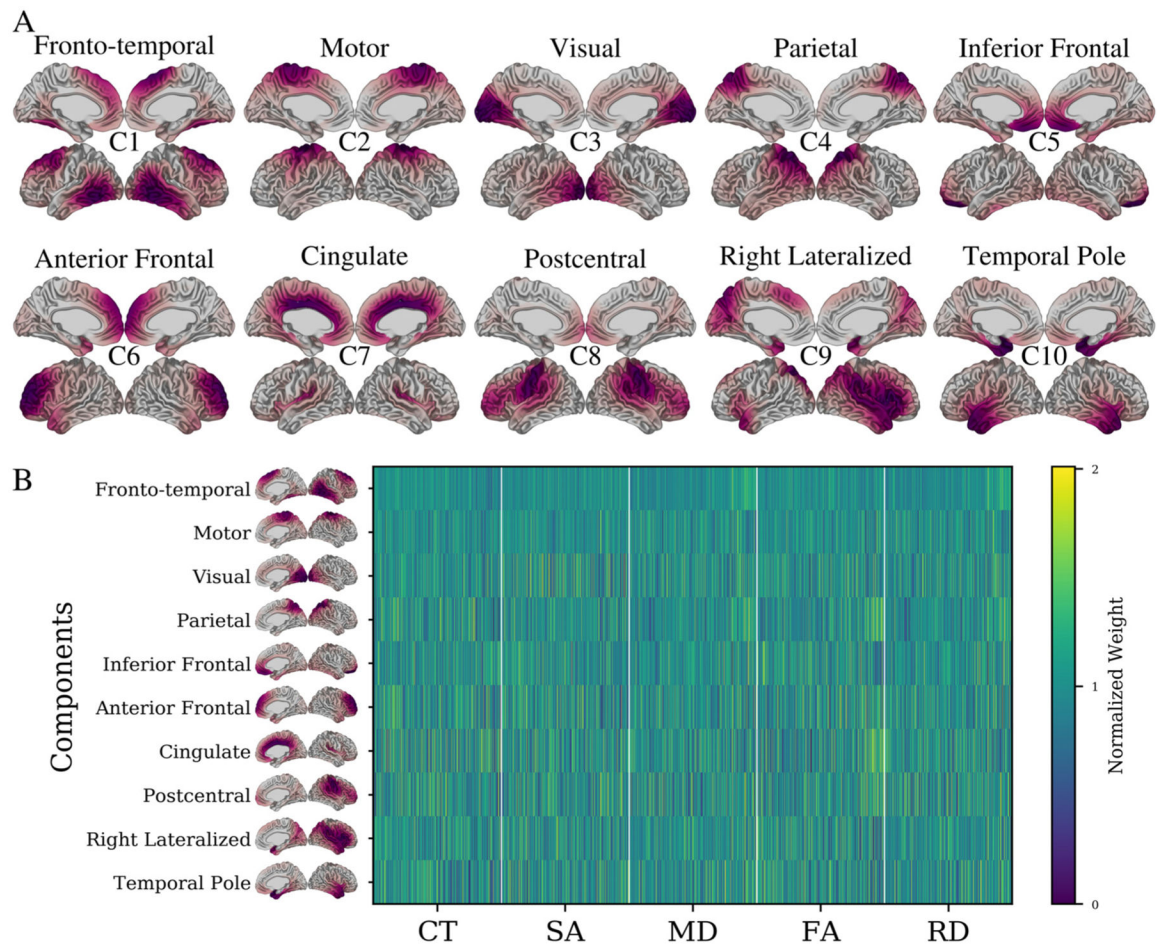 A
Fronto-temporal
Motor
Visual
Parietal
Inferior Frontal
C1
C2
C3
C4
C5
Anterior Frontal
Cingulate
Postcentral
Right Lateralized
Temporal Pole
C6
C7
C8
C9
C10
B
Components
Fronto-temporal
Motor
Visual
Parietal
Inferior Frontal
Anterior Frontal
Cingulate
Postcentral
Right Lateralized
Temporal Pole
CT
SA
MD
FA
RD
2
1
0
Normalized Weight